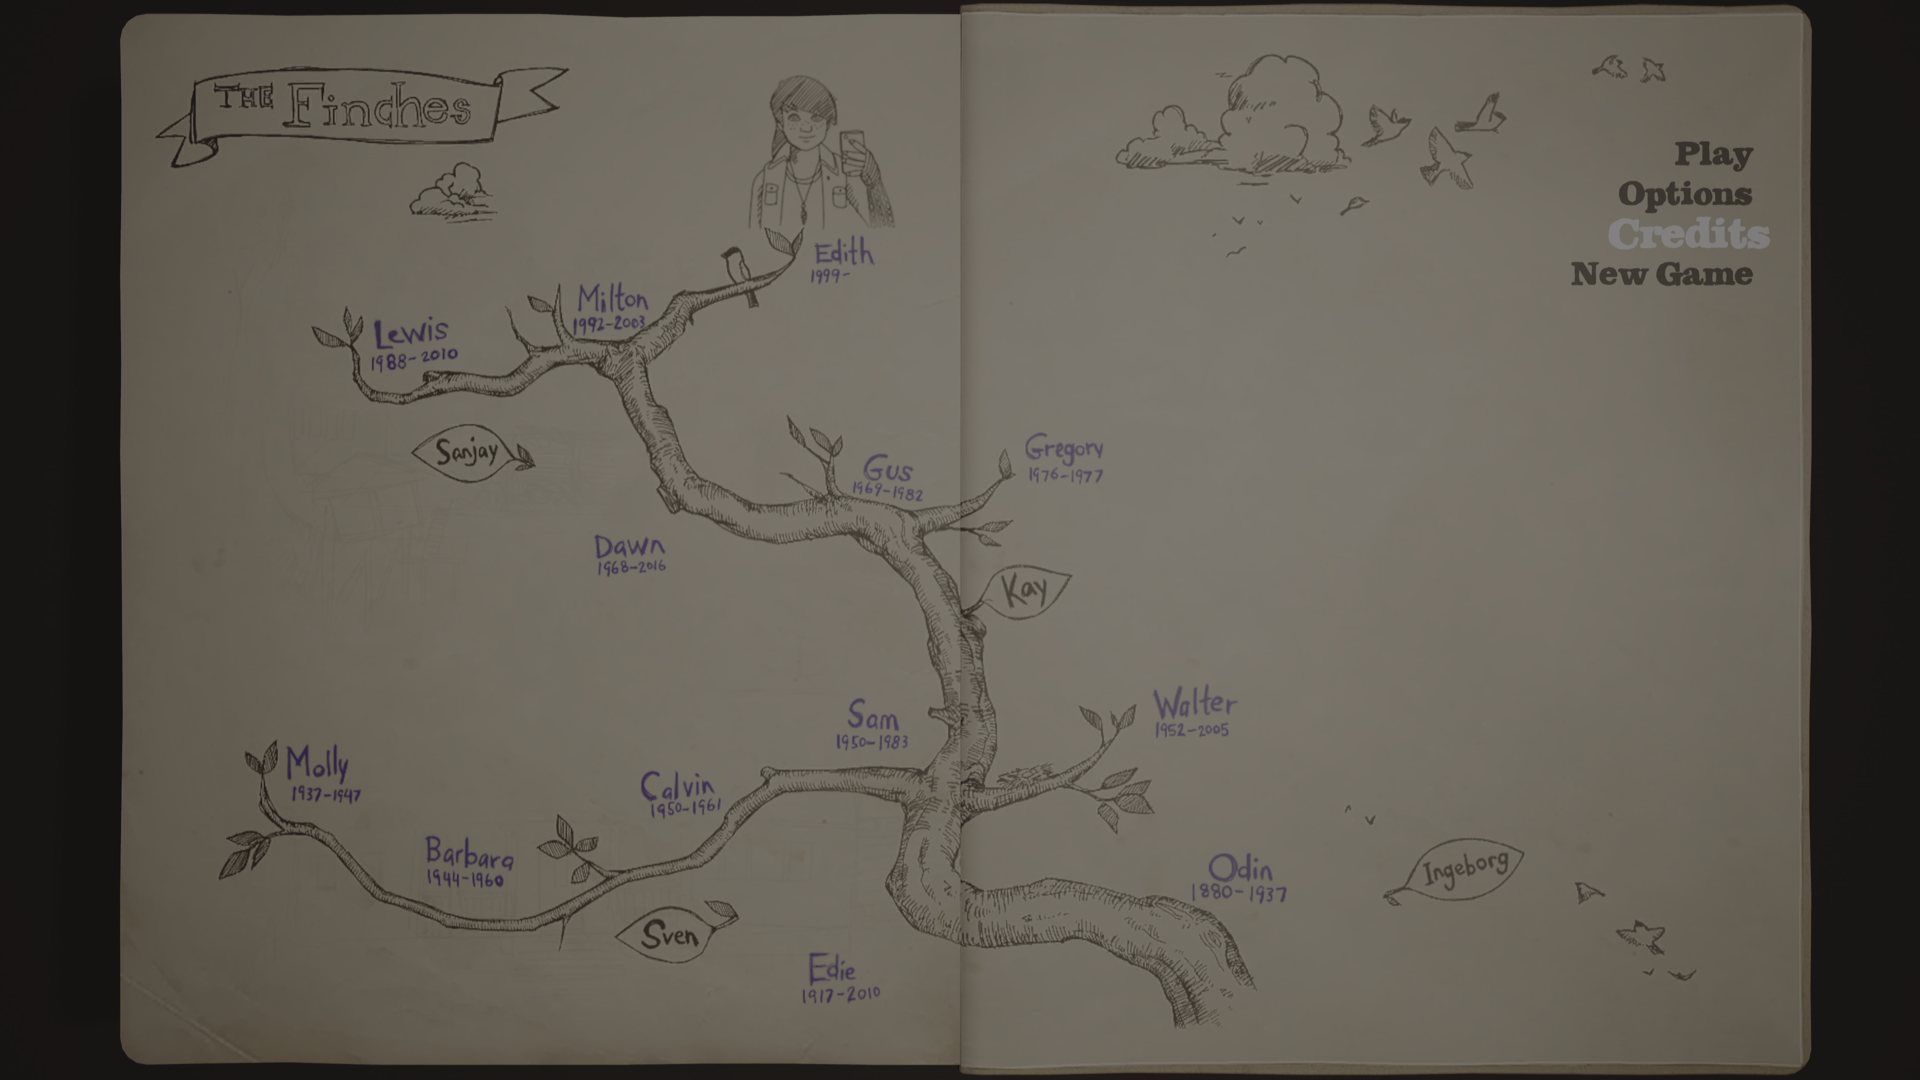 THE Finches
Edith
1999-
Milton
1992-2003
Lewis
1988-2010
Sanjay
Gus
1969-1982
Gregory
1976-1977
Dawn
1968-2016
Kay
Sam
1950-1983
Walter
1952-2005
Molly
1937-1947
Calvin
1950-1961
Barbara
1944-1960
Sven
Edie
1917-2010
Odin
1880-1937
Ingeborg
Play
Options
Credits
New Game